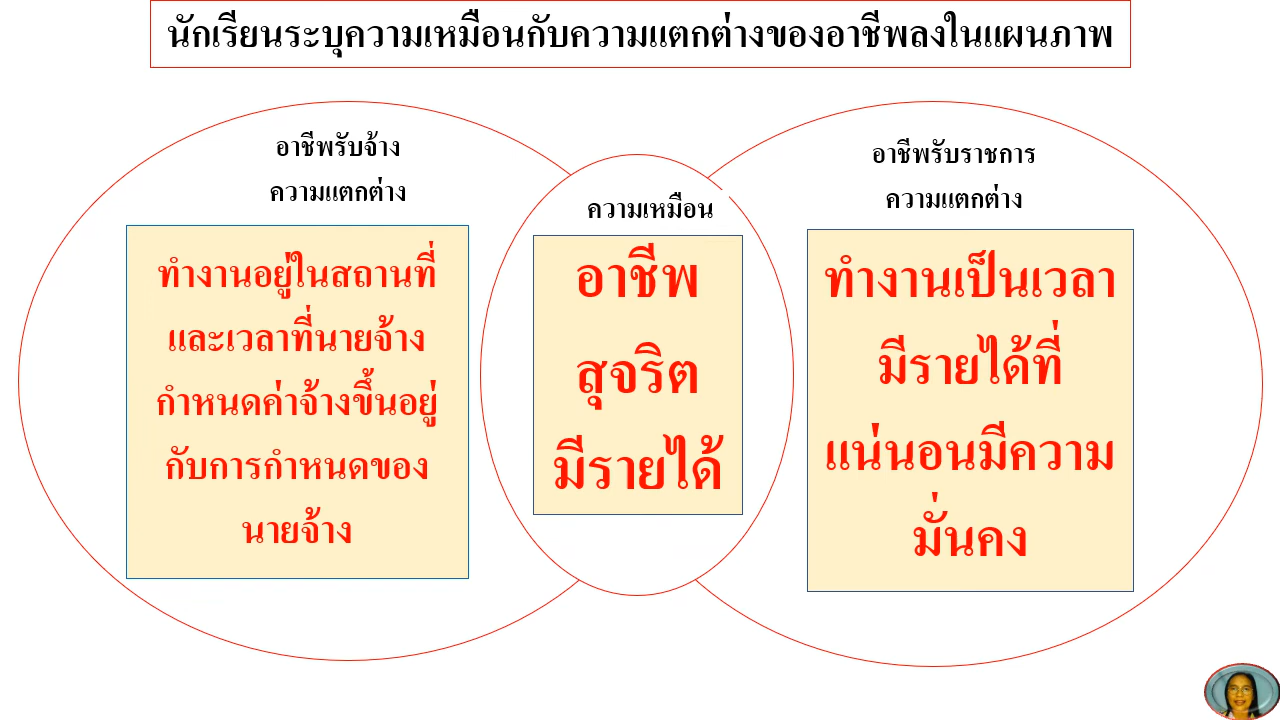 นักเรียนระบุความเหมือนกับความแตกต่างของอาชีพลงในแผนภาพ
อาชีพรับจ้าง
ความแตกต่าง
ทำงานอยู่ในสถานที่
และเวลาที่นายจ้าง
กำหนดค่าจ้างขึ้นอยู่
กับการกำหนดของ
นายจ้าง
ความเหมือน
อาชีพ
สุจริต
มีรายได้
อาชีพรับราชการ
ความแตกต่าง
ทำงานเป็นเวลา
มีรายได้ที่
แน่นอนมีความ
มั่นคง